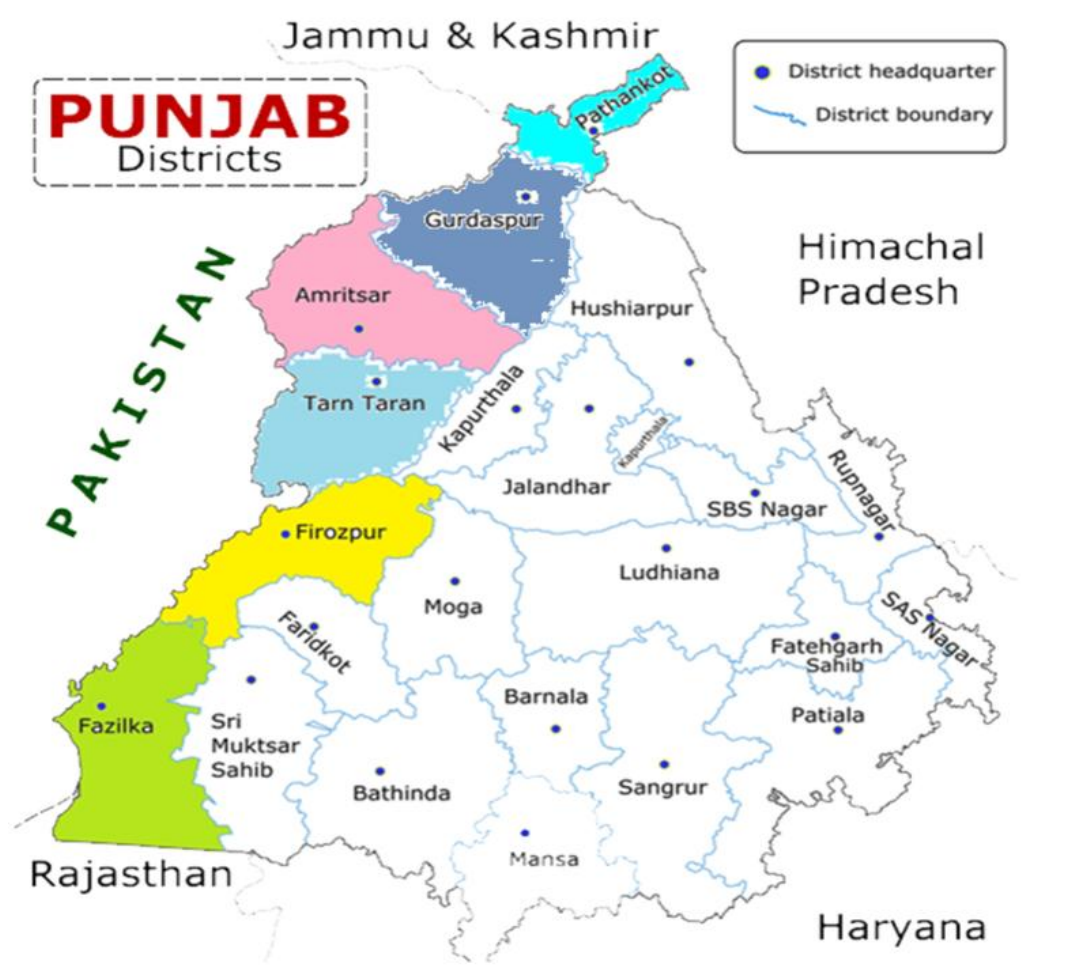 Jammu & Kashmir
PUNJAB
Districts
District headquarter
District boundary
Pathankot
Gurdaspur
Himachal
Pradesh
PAKISTAN
Amritsar
Hushiarpur
Tarn Taran
Kapurthala
Kapurthala
Jalandhar
SBS Nagar
Rupnagar
Firozpur
Ludhiana
Moga
SAS Nagar
Faridkot
Fatehgarh
Sahib
Barnala
Fazilka
Sri
Muktsar
Sahib
Patiala
Bathinda
Sangrur
Mansa
Rajasthan
Haryana